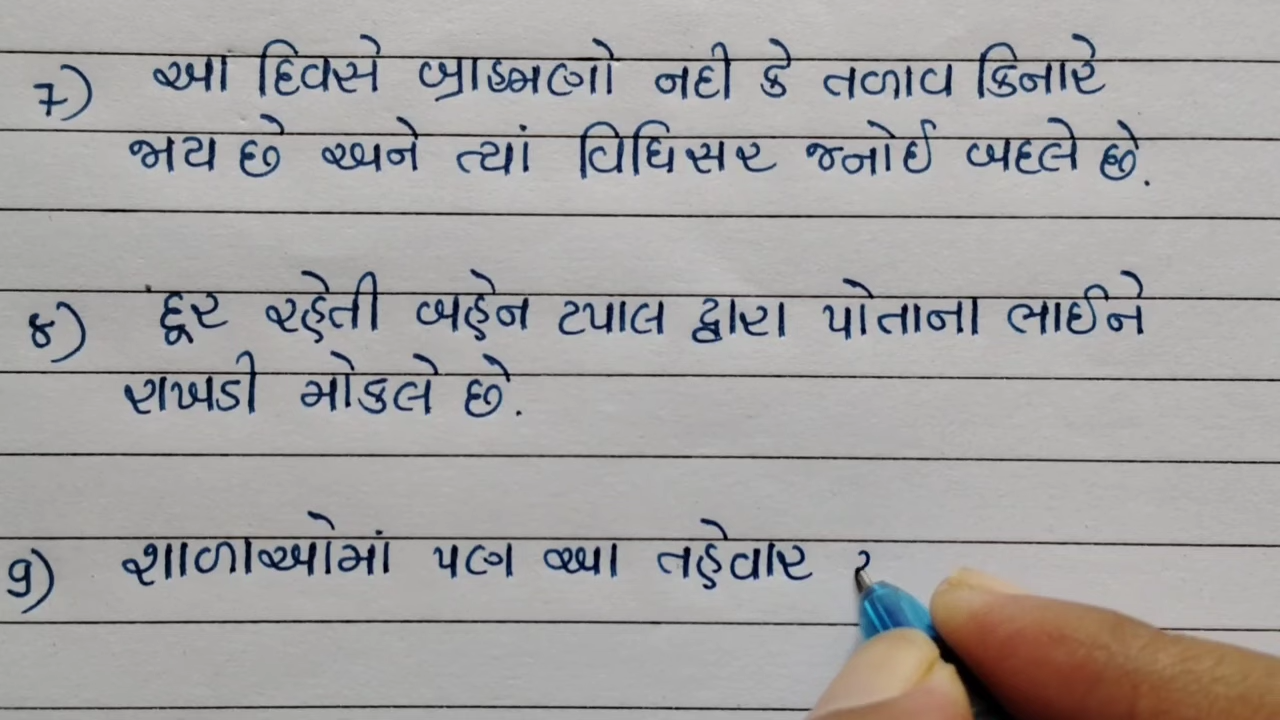 7) આ દિવસે બ્રાહ્મણો નદી કે તળાવ કિનારે
જાય છે અને ત્યાં વિધિસર જનોઈ બદલે છે.
8) દૂર રહેતી બહેન ટપાલ દ્વારા પોતાના ભાઈને
રાખડી મોકલે છે.
9) શાળાઓમાં પણ આ તહેવાર